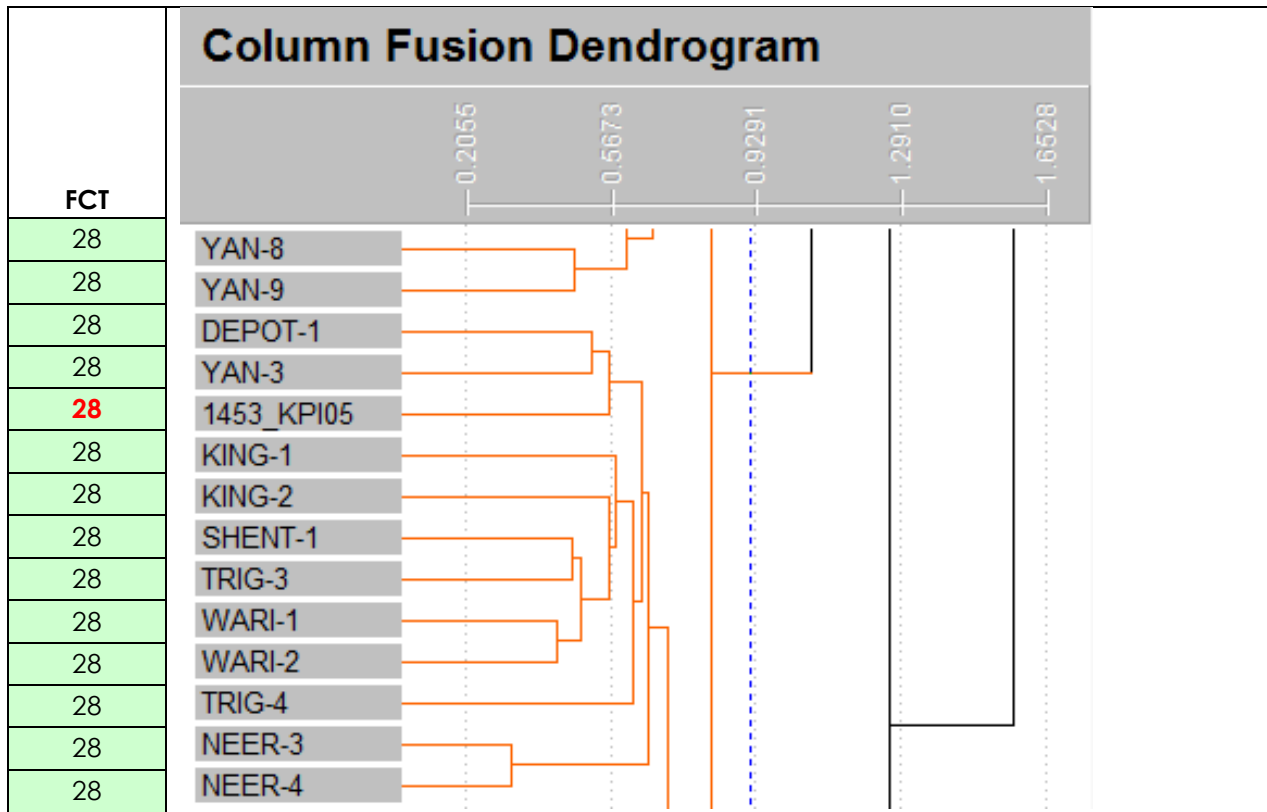 Column Fusion Dendrogram
0.2055
0.5673
0.9291
1.2910
1.6528
FCT
28 YAN-8
28 YAN-9
28 DEPOT-1
28 YAN-3
28 1453_KPI05
28 KING-1
28 KING-2
28 SHENT-1
28 TRIG-3
28 WARI-1
28 WARI-2
28 TRIG-4
28 NEER-3
28 NEER-4